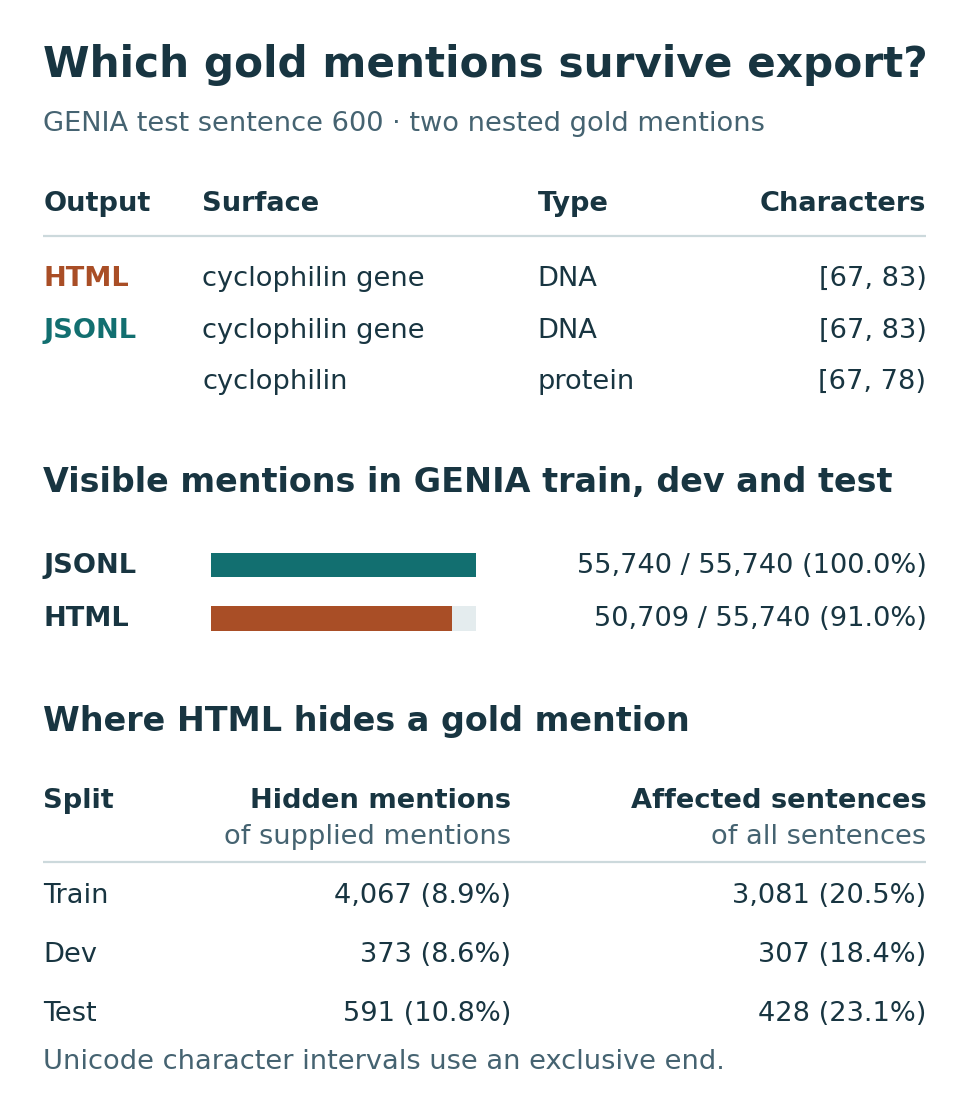 Which gold mentions survive export?
GENIA test sentence 600 · two nested gold mentions
Output Surface Type Characters
HTML cyclophilin gene DNA [67, 83)
JSONL cyclophilin gene DNA [67, 83)
cyclophilin protein [67, 78)
Visible mentions in GENIA train, dev and test
JSONL 55,740 / 55,740 (100.0%)
HTML 50,709 / 55,740 (91.0%)
Where HTML hides a gold mention
Split Hidden mentions Affected sentences
of supplied mentions of all sentences
Train 4,067 (8.9%) 3,081 (20.5%)
Dev 373 (8.6%) 307 (18.4%)
Test 591 (10.8%) 428 (23.1%)
Unicode character intervals use an exclusive end.